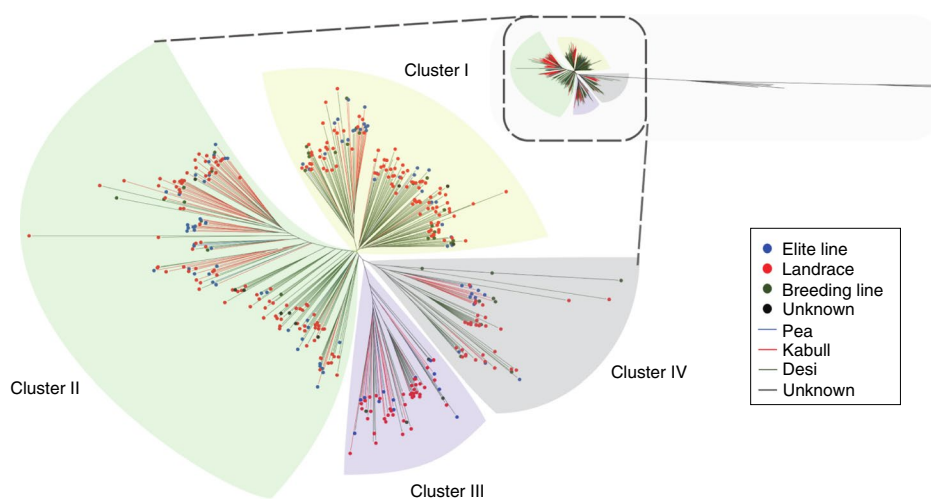 Cluster I
Elite line
Landrace
Breeding line
Unknown
Pea
Kabull
Desi
Unknown
Cluster II
Cluster IV
Cluster III